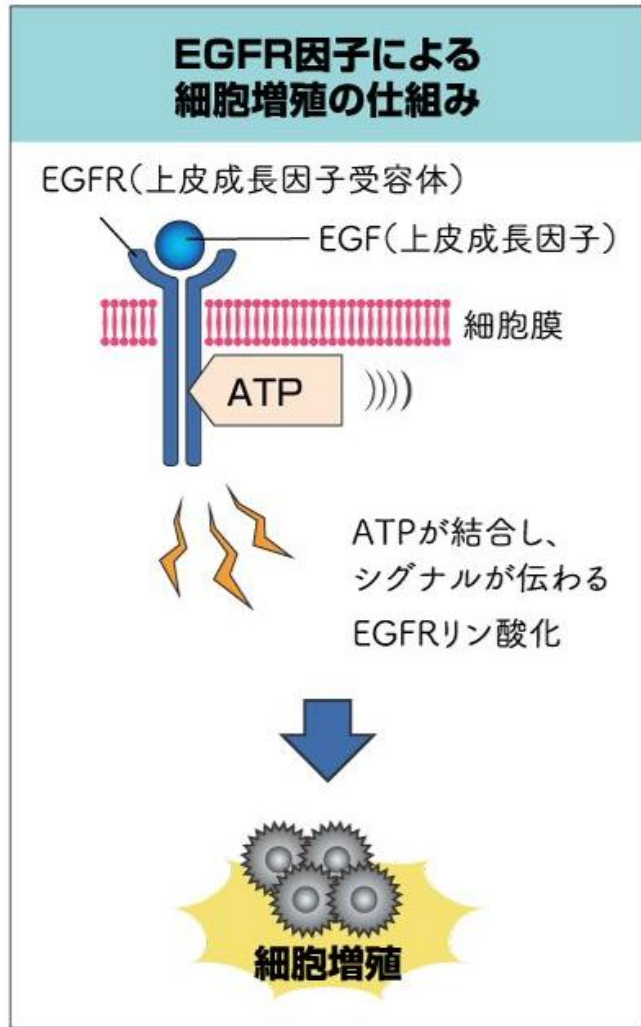 EGFR因子による
細胞増殖の仕組み
EGFR(上皮成長因子受容体)
EGF(上皮成長因子)
細胞膜
ATP
ATPが結合し、
シグナルが伝わる
EGFRリン酸化
細胞増殖